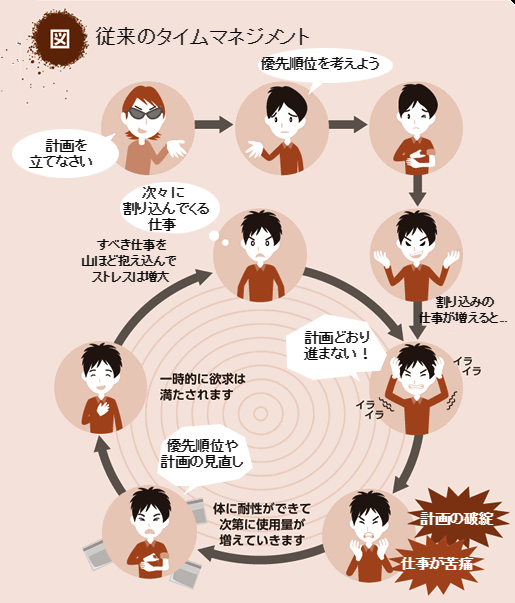 図
従来のタイムマネジメント
優先順位を考えよう
計画を
立てなさい
次々に
割り込んでくる
仕事
すべき仕事を
山ほど抱え込んで
ストレスは増大
割り込みの
仕事が増えると...
計画どおり
進まない！
イラ
イラ
イラ
イラ
一時的に欲求は
満たされます
優先順位や
計画の見直し
体に耐性ができて
次第に使用量が
増えていきます
計画の破綻
仕事が苦痛